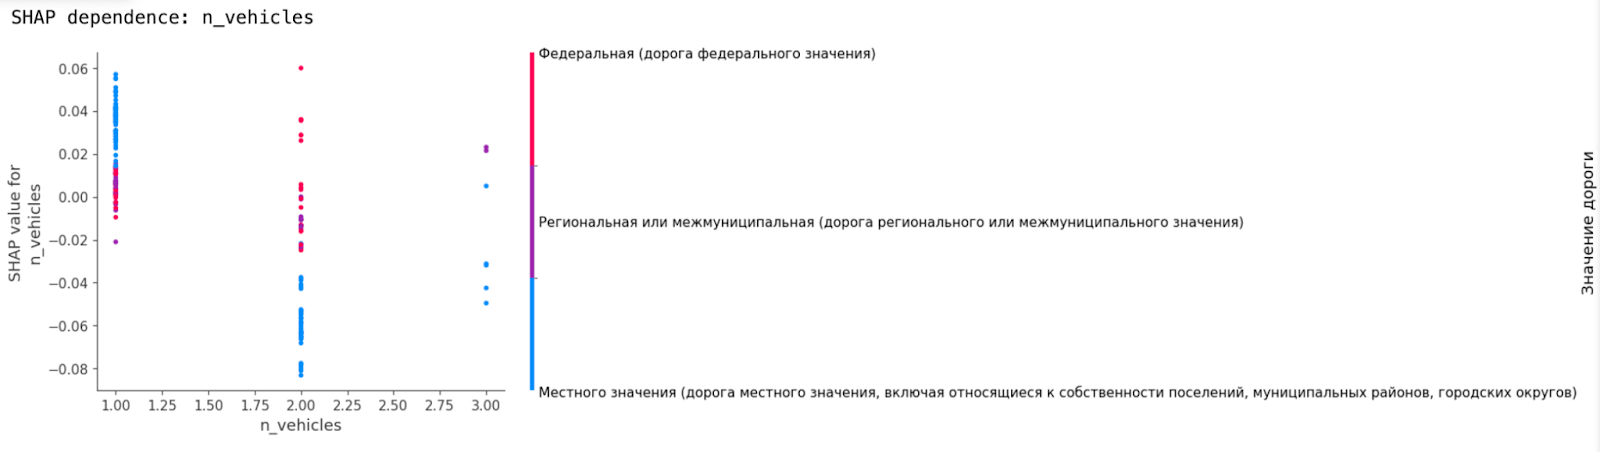 SHAP dependence: n_vehicles
SHAP value for
n_vehicles
0.06
0.04
0.02
0.00
−0.02
−0.04
−0.06
−0.08
1.00 1.25 1.50 1.75 2.00 2.25 2.50 2.75 3.00
n_vehicles
Федеральная (дорога федерального значения)
Региональная или межмуниципальная (дорога регионального или межмуниципального значения)
Местного значения (дорога местного значения, включая относящиеся к собственности поселений, муниципальных районов, городских округов)
Значение дороги